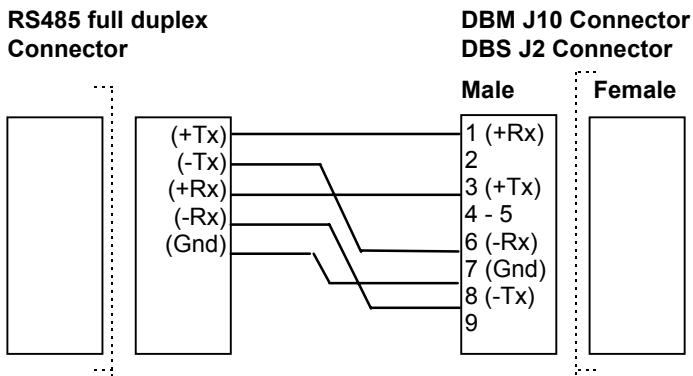 RS485 full duplex
Connector
DBM J10 Connector
DBS J2 Connector
Male
Female
(+Tx)
(-Tx)
(+Rx)
(-Rx)
(Gnd)
1 (+Rx)
2
3 (+Tx)
4 - 5
6 (-Rx)
7 (Gnd)
8 (-Tx)
9